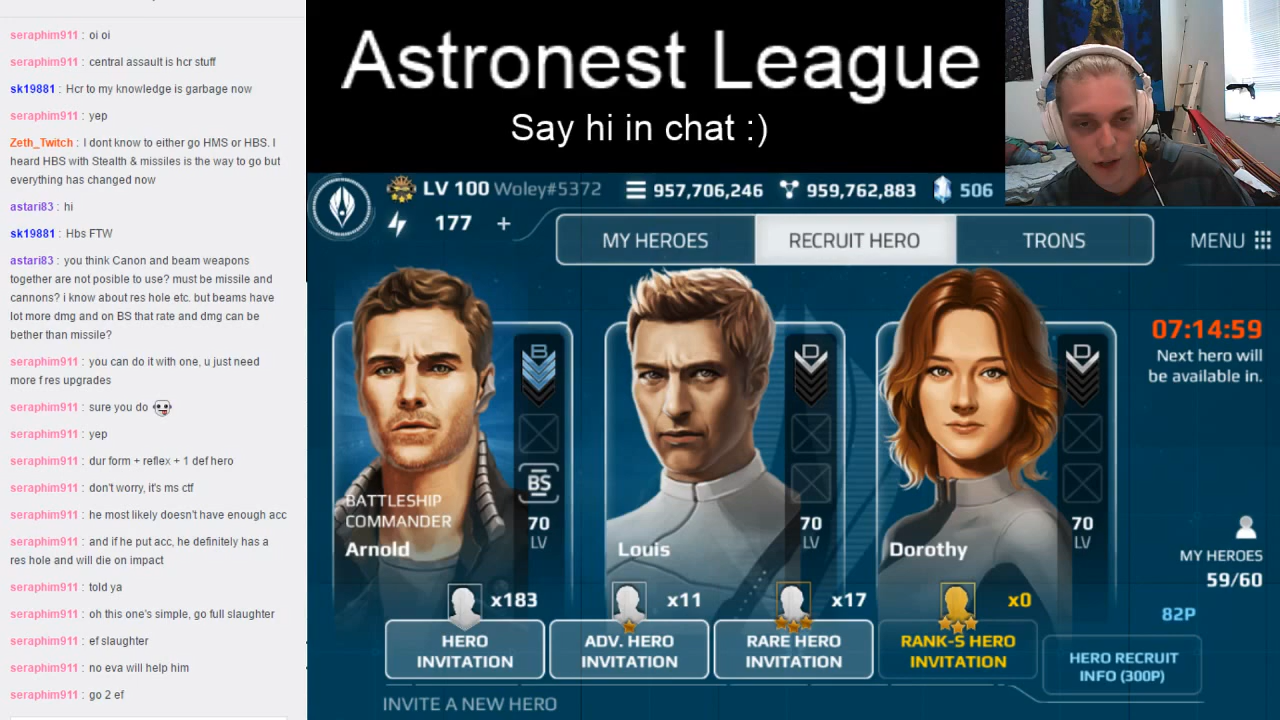 seraphim911 : oi oi
seraphim911 : central assault is hcr stuff
sk19881 : Hcr to my knowledge is garbage now
seraphim911 : yep
Zeth_Twitch : I dont know to either go HMS or HBS. I
heard HBS with Stealth & missiles is the way to go but
everything has changed now
astari83 : hi
sk19881 : Hbs FTW
astari83 : you think Canon and beam weapons
together are not posible to use? must be missile and
cannons? i know about res hole etc. but beams have
lot more dmg and on BS that rate and dmg can be
bether than missile?
seraphim911 : you can do it with one, u just need
more f res upgrades
seraphim911 : sure you do
seraphim911 : yep
seraphim911 : dur form + reflex + 1 def hero
seraphim911 : don't worry, it's ms ctf
seraphim911 : he most likely doesn't have enough acc
seraphim911 : and if he put acc, he definitely has a
res hole and will die on impact
seraphim911 : told ya
seraphim911 : oh this one's simple, go full slaughter
seraphim911 : ef slaughter
seraphim911 : no eva will help him
seraphim911 : go 2 ef
Astronest League
Say hi in chat :)
LV 100 Woley#5372 957,706,246 959,762,883 506
177 +
MY HEROES RECRUIT HERO TRONS MENU
B
BS
70
LV
BATTLESHIP
COMMANDER
Arnold
D
70
LV
Louis
D
70
LV
Dorothy
07:14:59
Next hero will
be available in.
MY HEROES
59/60
x183 x11 x17 x0
HERO
INVITATION
ADV. HERO
INVITATION
RARE HERO
INVITATION
RANK-S HERO
INVITATION
82P
HERO RECRUIT
INFO (300P)
INVITE A NEW HERO